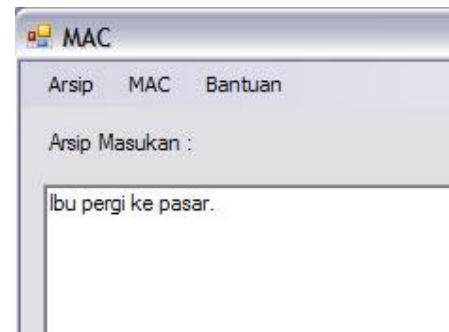 MAC
Arsip MAC Bantuan
Arsip Masukan :
Ibu pergi ke pasar.